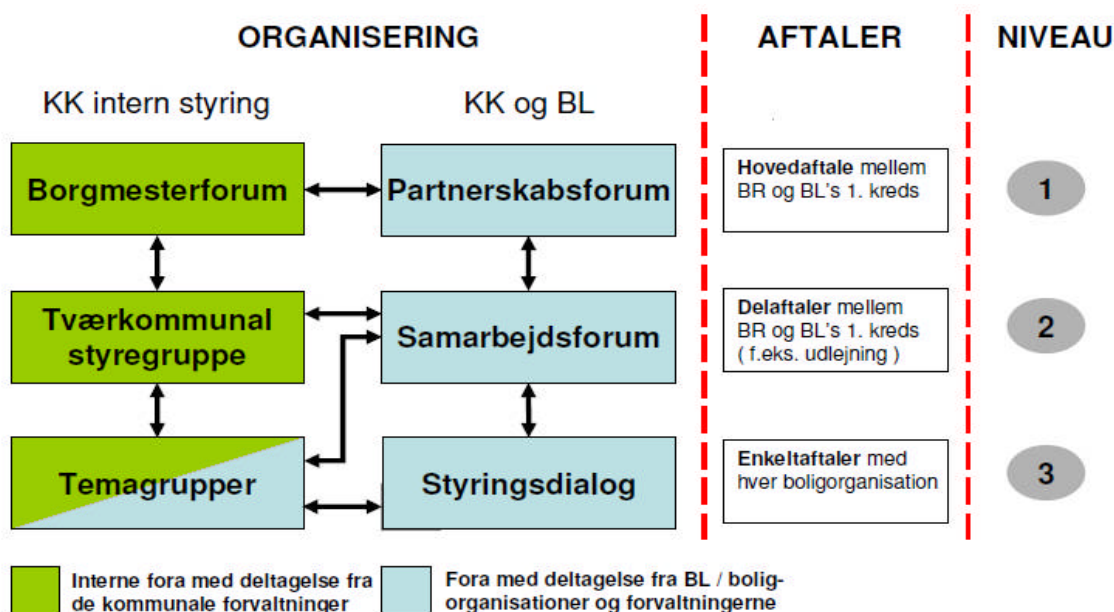 ORGANISERING
AFTALER
NIVEAU
KK intern styring
KK og BL
Borgmesterforum
Partnerskabsforum
Hovedaftale mellem
BR og BL's 1. kreds
1
Tværkommunal
styregruppe
Samarbejdsforum
Delaftaler mellem
BR og BL's 1. kreds
( f.eks. udlejning )
2
Temagrupper
Styringsdialog
Enkeltaftaler med
hver boligorganisation
3
Interne fora med deltagelse fra
de kommunale forvaltninger
Fora med deltagelse fra BL / bolig-
organisationer og forvaltningerne